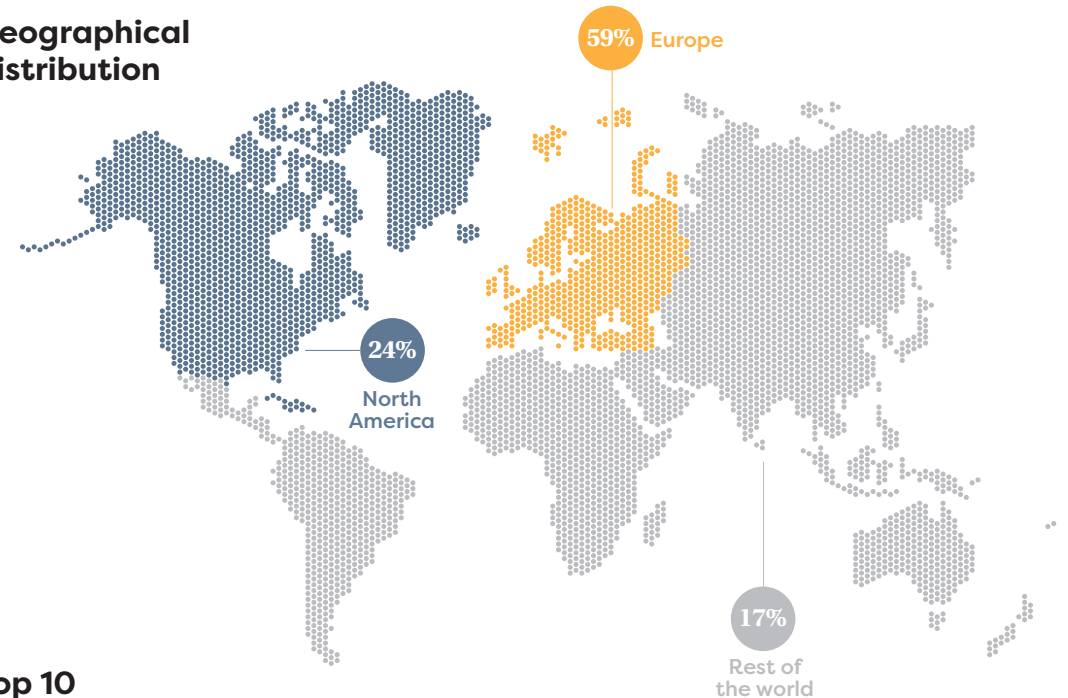 eographical
istribution
59% Europe
24%
North
America
17%
Rest of
the world
op 10